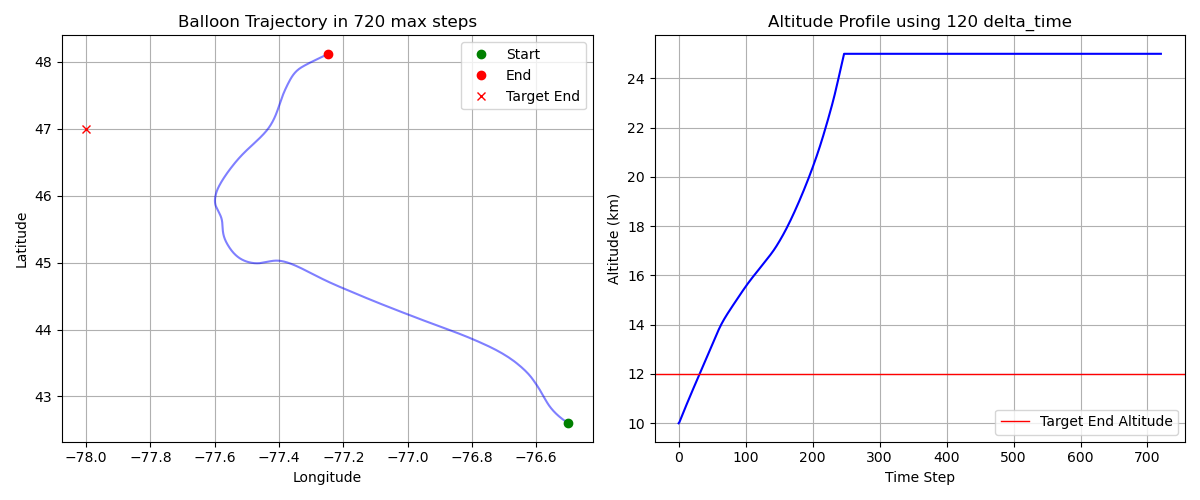 Balloon Trajectory in 720 max steps
48
47
46
45
44
43
Latitude
−78.0 −77.8 −77.6 −77.4 −77.2 −77.0 −76.8 −76.6
Longitude
Start
End
Target End
Altitude Profile using 120 delta_time
24
22
20
18
16
14
12
10
Altitude (km)
0 100 200 300 400 500 600 700
Time Step
Target End Altitude